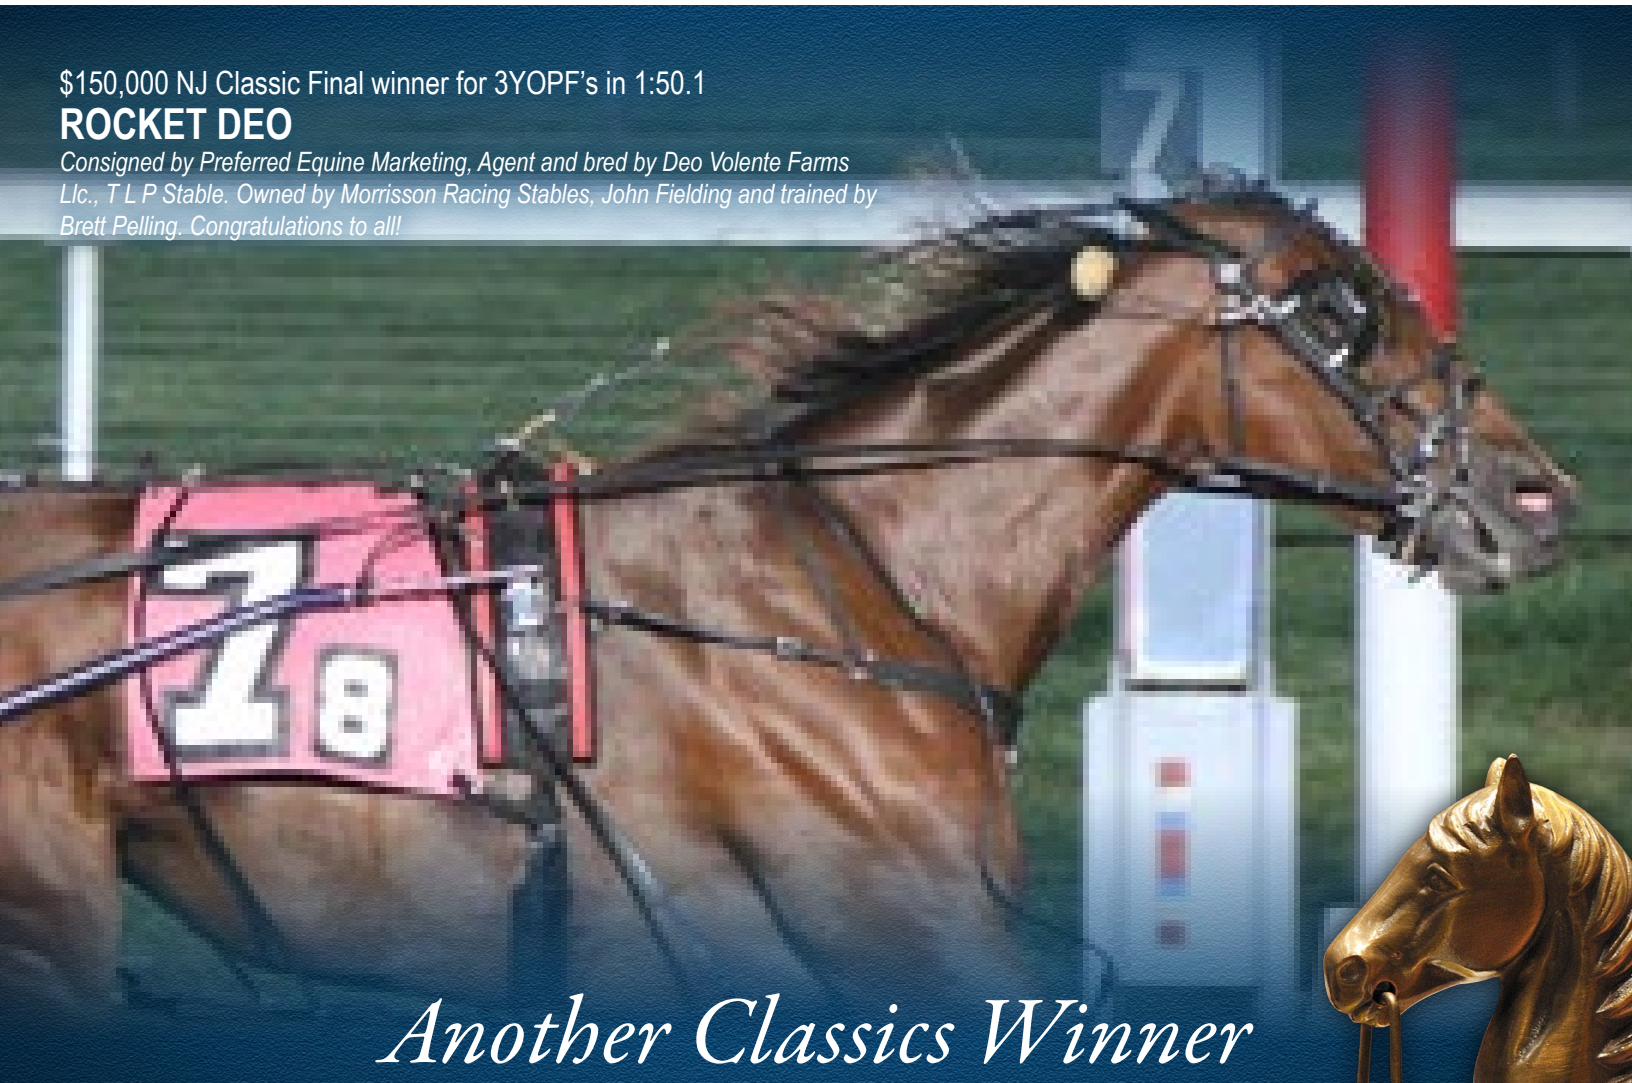 $150,000 NJ Classic Final winner for 3YOPF's in 1:50.1
ROCKET DEO
Consigned by Preferred Equine Marketing, Agent and bred by Deo Volente Farms
Llc., T L P Stable. Owned by Morrisson Racing Stables, John Fielding and trained by
Brett Pelling. Congratulations to all!
7
7
8
Another Classics Winner